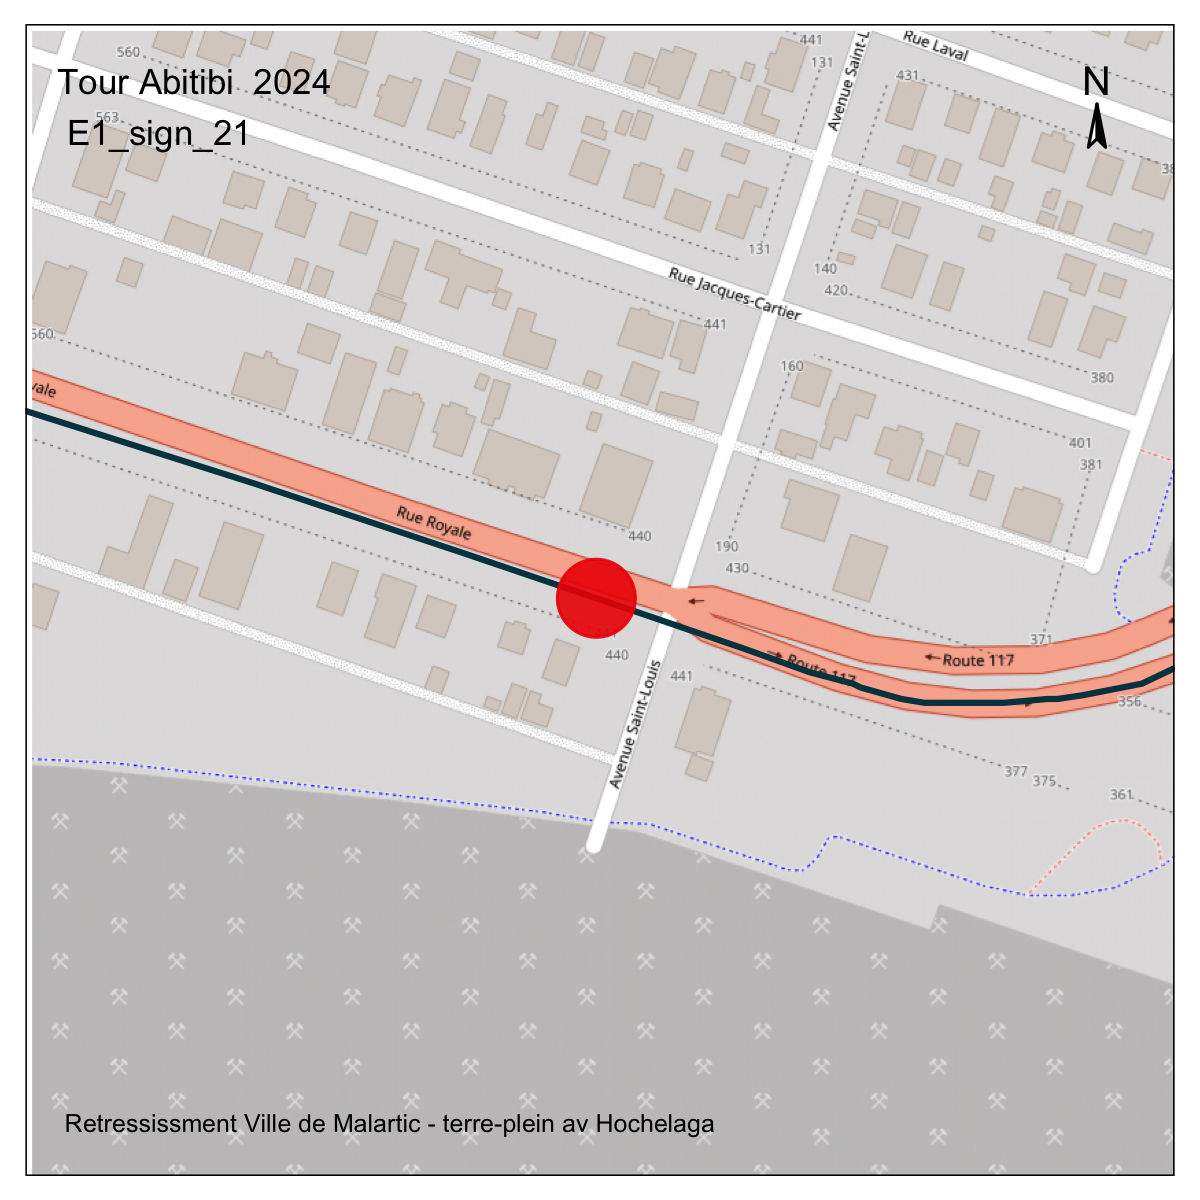 Tour Abitibi 2024
E1_sign_21
N
560
563
441
131
Avenue Saint-L
Rue Laval
431
38
131
140
420
Rue Jacques-Cartier
441
160
380
560
vale
401
381
Rue Royale
440
190
430
371
Route 117
Route 117
440
441
Avenue Saint-Louis
356
377
375
361
Retressissment Ville de Malartic - terre-plein av Hochelaga